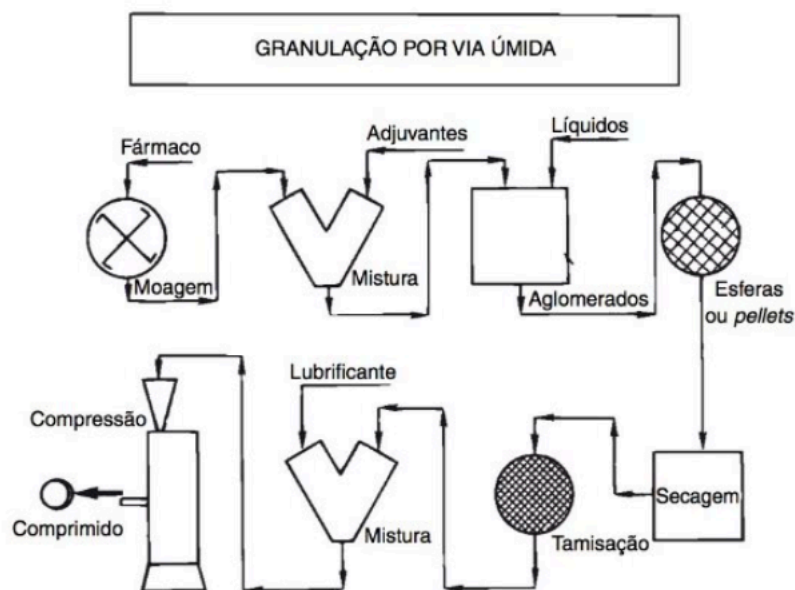 GRANULAÇÃO POR VIA ÚMIDA
Fármaco
Adjuvantes
Líquidos
Moagem
Mistura
Aglomerados
Esferas
ou pellets
Lubrificante
Compressão
Comprimido
Mistura
Tamisação
Secagem